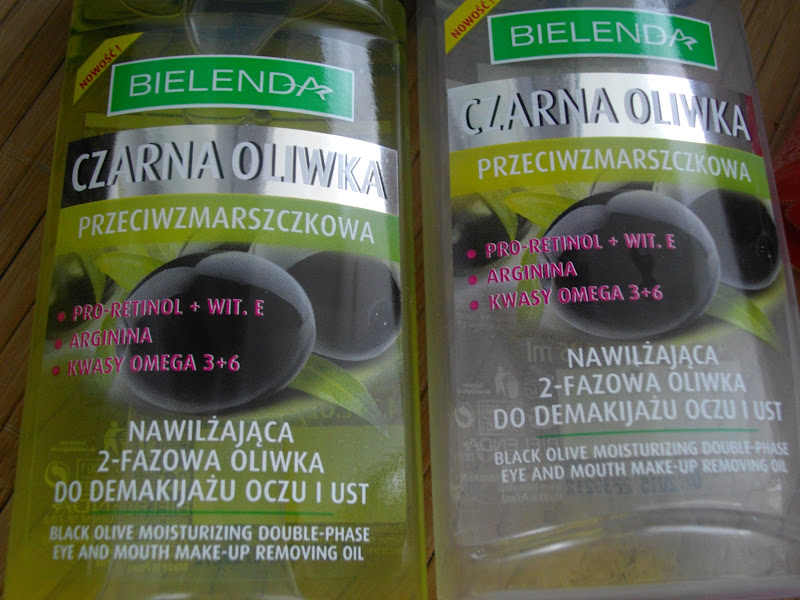 NOWOŚĆ!
BIELENDA
CZARNA OLIWKA
PRZECIWZMARSZCZKOWA
• PRO-RETINOL + WIT. E
• ARGININA
• KWASY OMEGA 3+6
NAWILŻAJĄCA
2-FAZOWA OLIWKA
DO DEMAKIJAŻU OCZU I UST
BLACK OLIVE MOISTURIZING DOUBLE-PHASE
EYE AND MOUTH MAKE-UP REMOVING OIL
NOWOŚĆ!
BIELENDA
CZARNA OLIWKA
PRZECIWZMARSZCZKOWA
• PRO-RETINOL + WIT. E
• ARGININA
• KWASY OMEGA 3+6
ml
NAWILŻAJĄCA
2-FAZOWA OLIWKA
DO DEMAKIJAŻU OCZU I UST
BLACK OLIVE MOISTURIZING DOUBLE-PHASE
EYE AND MOUTH MAKE-UP REMOVING OIL